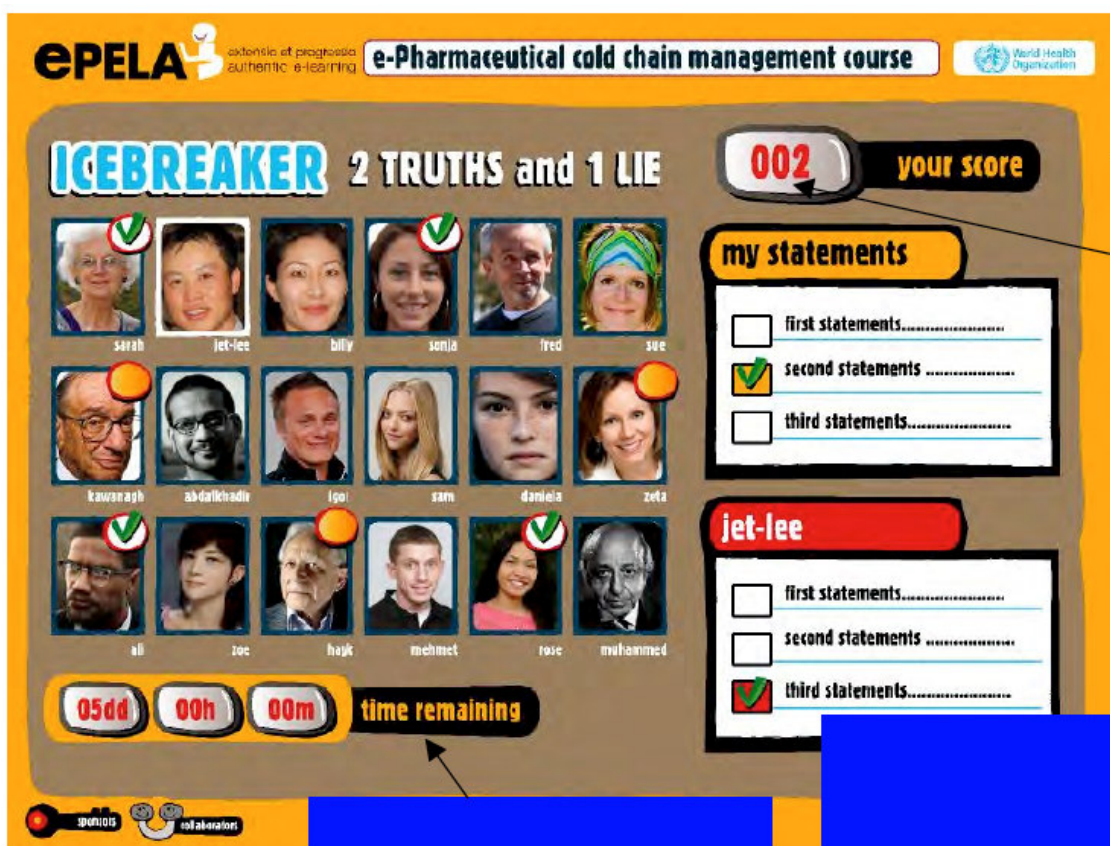 ePELA
extensio et progressio
authentic e-learning
e-Pharmaceutical cold chain management course
World Health
Organization
ICEBREAKER 2 TRUTHS and 1 LIE
002 your score
sarah jet-lee billy sonja fred sue
my statements
first statements.......................
second statements .......................
third statements.......................
kawanagh abdalkhadir igor sam daniela zeta
jet-lee
first statements.......................
second statements .......................
third statements.......................
ali zoe hayk mehmet rose muhammed
05dd 00h 00m time remaining
sponsors collaborators